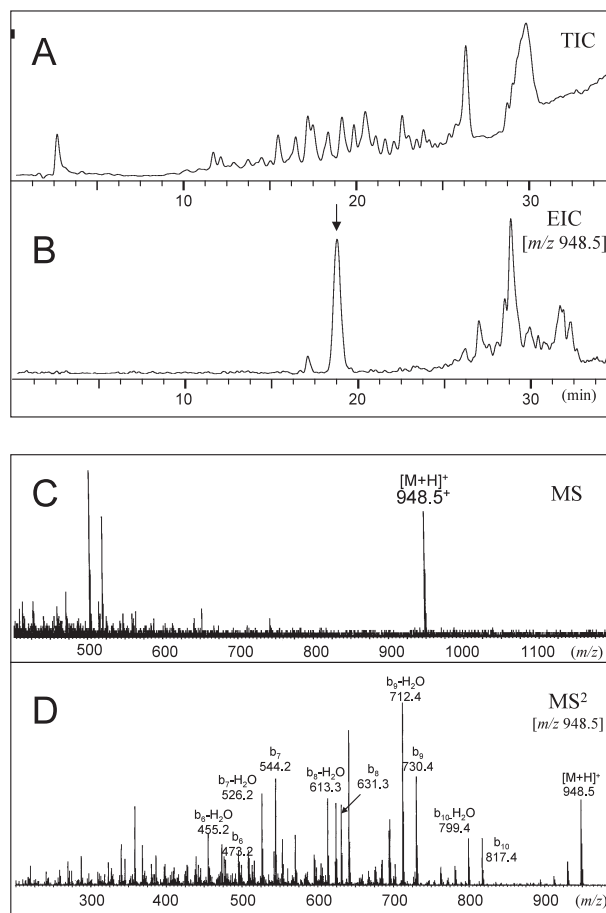 A
TIC
10
20
30
B
EIC
[m/z 948.5]
10
20
30
(min)
C
[M+H]⁺
948.5⁺
MS
500
600
700
800
900
1000
1100
(m/z)
D
MS²
[m/z 948.5]
b₉-H₂O
712.4
b₇
544.2
b₇-H₂O
526.2
b₈-H₂O
613.3
b₈
631.3
b₉
730.4
[M+H]⁺
948.5
b₆-H₂O
455.2
b₆
473.2
b₁₀-H₂O
799.4
b₁₀
817.4
300
400
500
600
700
800
900
(m/z)